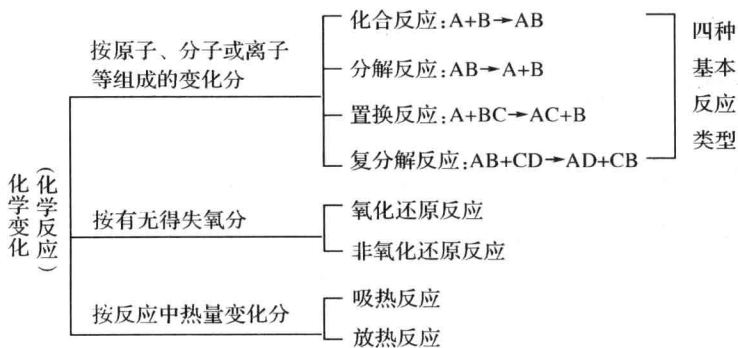 化学变化
(化学反应)
按原子、分子或离子
等组成的变化分
化合反应:A+B→AB
分解反应:AB→A+B
置换反应:A+BC→AC+B
复分解反应:AB+CD→AD+CB
四种
基本
反应
类型
按有无得失氧分
氧化还原反应
非氧化还原反应
按反应中热量变化分
吸热反应
放热反应